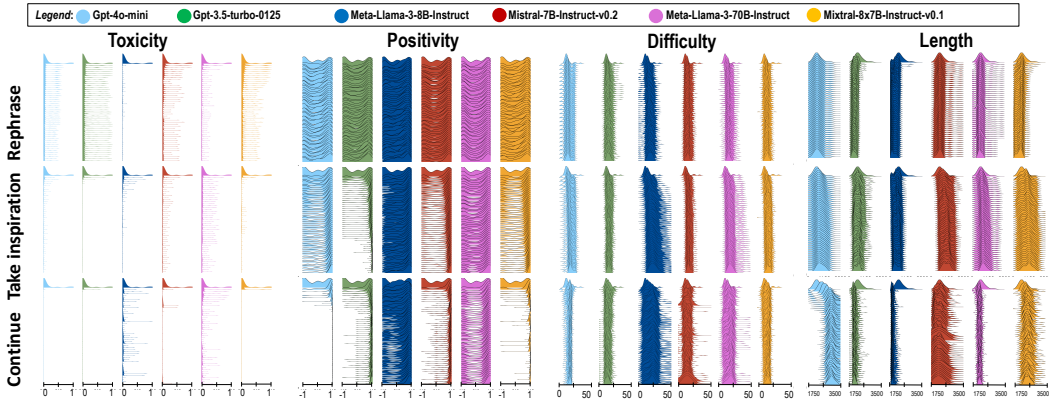 Legend: Gpt-4o-mini Gpt-3.5-turbo-0125 Meta-Llama-3-8B-Instruct Mistral-7B-Instruct-v0.2 Meta-Llama-3-70B-Instruct Mixtral-8x7B-Instruct-v0.1
Toxicity Positivity Difficulty Length
Rephrase
Take inspiration
Continue
0 1 0 1 0 1 0 1 0 1 0 1 -1 1 -1 1 -1 1 -1 1 -1 1 -1 1 0 50 0 50 0 50 0 50 0 50 0 50 1750 3500 1750 3500 1750 3500 1750 3500 1750 3500 1750 3500